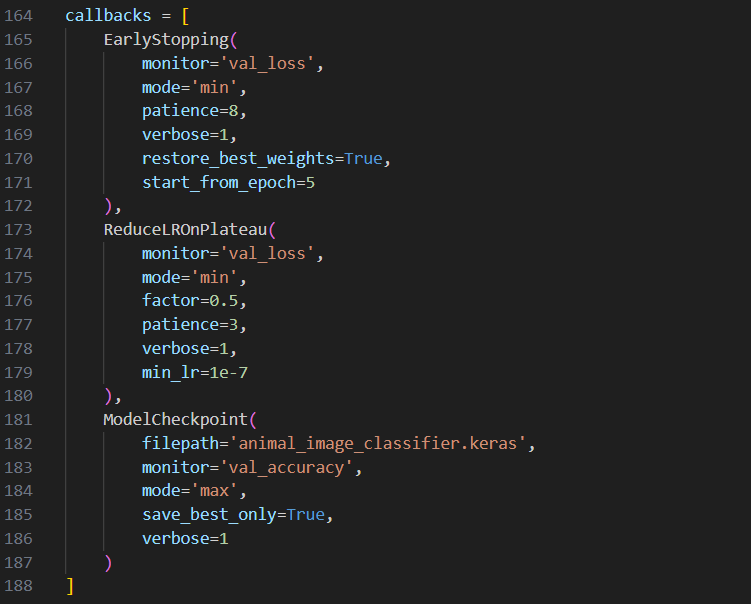 164 callbacks = [
165     EarlyStopping(
166         monitor='val_loss',
167         mode='min',
168         patience=8,
169         verbose=1,
170         restore_best_weights=True,
171         start_from_epoch=5
172     ),
173     ReduceLROnPlateau(
174         monitor='val_loss',
175         mode='min',
176         factor=0.5,
177         patience=3,
178         verbose=1,
179         min_lr=1e-7
180     ),
181     ModelCheckpoint(
182         filepath='animal_image_classifier.keras',
183         monitor='val_accuracy',
184         mode='max',
185         save_best_only=True,
186         verbose=1
187     )
188 ]